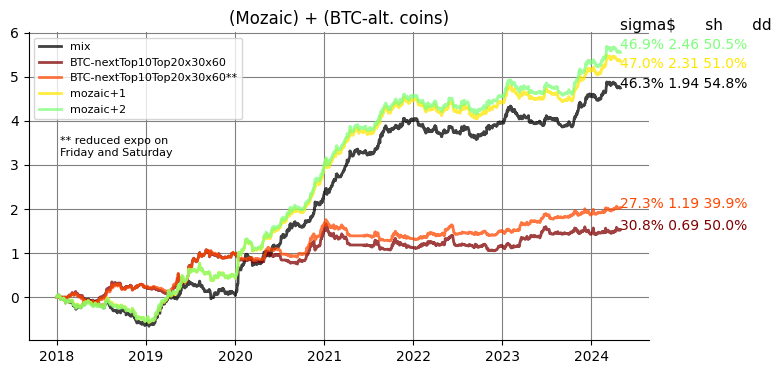 (Mozaic) + (BTC-alt. coins)
sigma$ sh dd
mix
BTC-nextTop10Top20x30x60
BTC-nextTop10Top20x30x60**
mozaic+1
mozaic+2
** reduced expo on
Friday and Saturday
46.9% 2.46 50.5%
47.0% 2.31 51.0%
46.3% 1.94 54.8%
27.3% 1.19 39.9%
30.8% 0.69 50.0%
6
5
4
3
2
1
0
2018 2019 2020 2021 2022 2023 2024